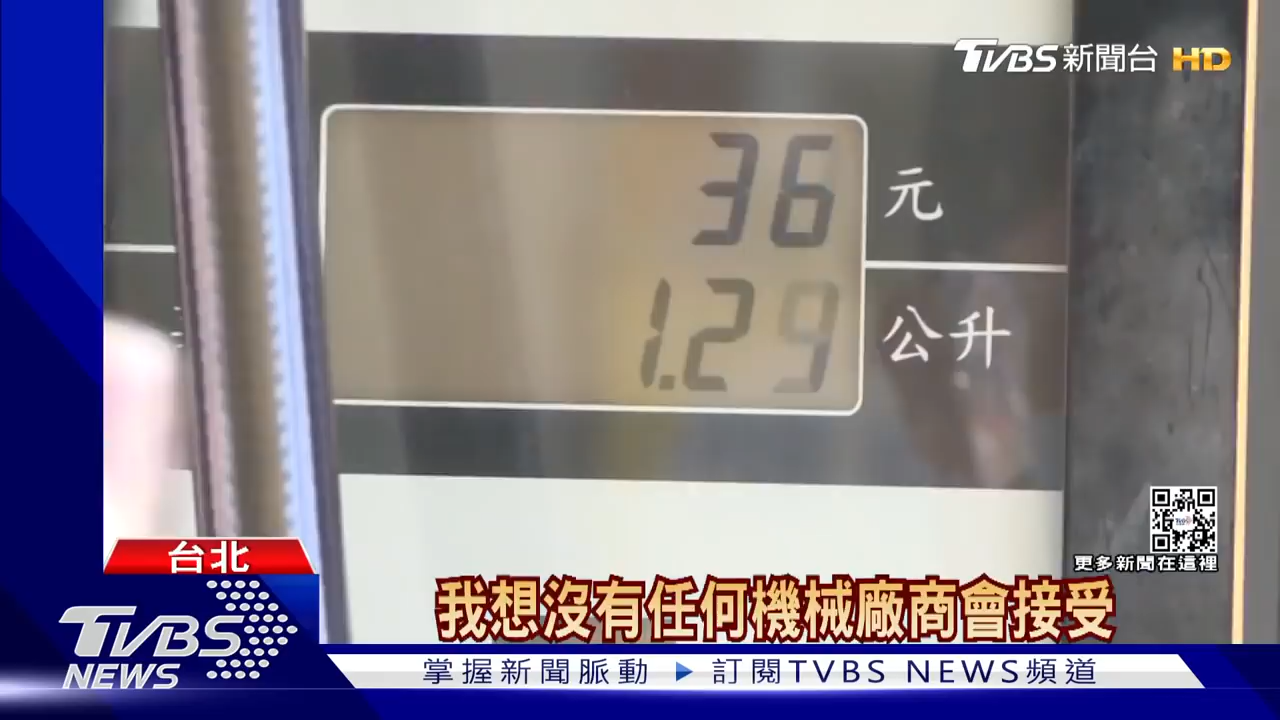 TVBS新聞台 HD
36 元
1.29 公升
更多新聞在這裡
台北
TVBS NEWS
我想沒有任何機械廠商會接受
掌握新聞脈動 訂閱TVBS NEWS頻道